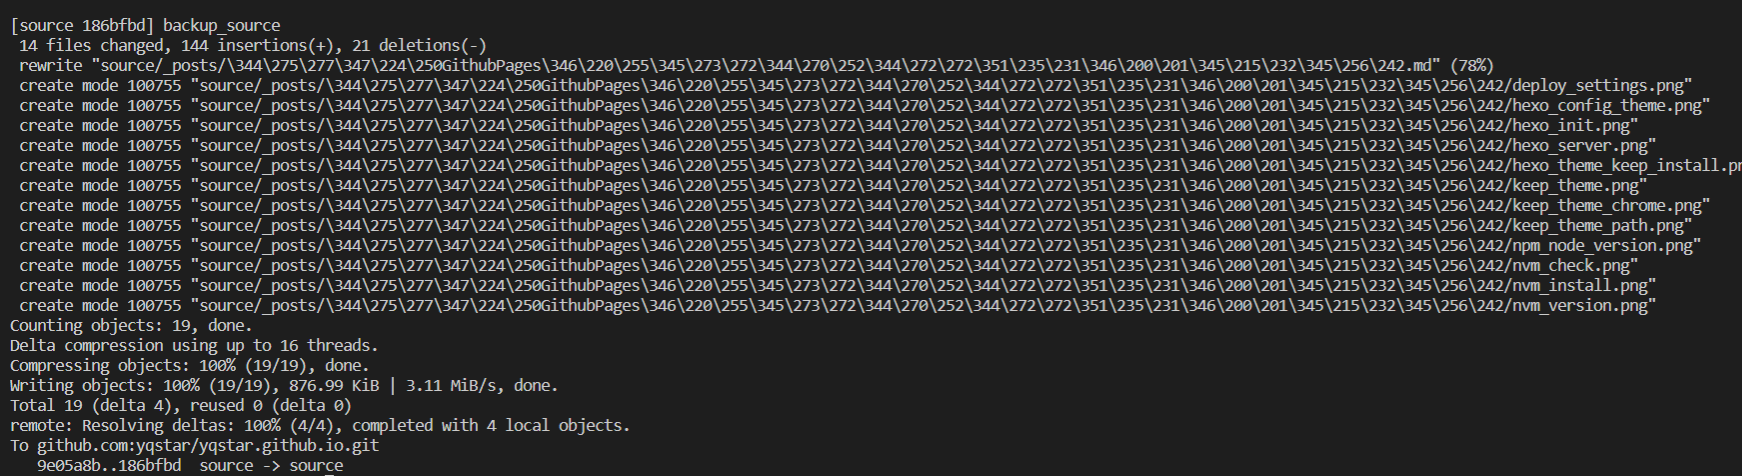 [source 186bfbd] backup_source
14 files changed, 144 insertions(+), 21 deletions(-)
rewrite "source/_posts/\344\275\277\347\224\250GithubPages\346\220\255\345\273\272\344\270\252\344\272\272\351\235\231\346\200\201\345\215\232\345\256\242.md" (78%)
create mode 100755 "source/_posts/\344\275\277\347\224\250GithubPages\346\220\255\345\273\272\344\270\252\344\272\272\351\235\231\346\200\201\345\215\232\345\256\242/deploy_settings.png"
create mode 100755 "source/_posts/\344\275\277\347\224\250GithubPages\346\220\255\345\273\272\344\270\252\344\272\272\351\235\231\346\200\201\345\215\232\345\256\242/hexo_config_theme.png"
create mode 100755 "source/_posts/\344\275\277\347\224\250GithubPages\346\220\255\345\273\272\344\270\252\344\272\272\351\235\231\346\200\201\345\215\232\345\256\242/hexo_init.png"
create mode 100755 "source/_posts/\344\275\277\347\224\250GithubPages\346\220\255\345\273\272\344\270\252\344\272\272\351\235\231\346\200\201\345\215\232\345\256\242/hexo_server.png"
create mode 100755 "source/_posts/\344\275\277\347\224\250GithubPages\346\220\255\345\273\272\344\270\252\344\272\272\351\235\231\346\200\201\345\215\232\345\256\242/hexo_theme_keep_install.pn
create mode 100755 "source/_posts/\344\275\277\347\224\250GithubPages\346\220\255\345\273\272\344\270\252\344\272\272\351\235\231\346\200\201\345\215\232\345\256\242/keep_theme.png"
create mode 100755 "source/_posts/\344\275\277\347\224\250GithubPages\346\220\255\345\273\272\344\270\252\344\272\272\351\235\231\346\200\201\345\215\232\345\256\242/keep_theme_chrome.png"
create mode 100755 "source/_posts/\344\275\277\347\224\250GithubPages\346\220\255\345\273\272\344\270\252\344\272\272\351\235\231\346\200\201\345\215\232\345\256\242/keep_theme_path.png"
create mode 100755 "source/_posts/\344\275\277\347\224\250GithubPages\346\220\255\345\273\272\344\270\252\344\272\272\351\235\231\346\200\201\345\215\232\345\256\242/npm_node_version.png"
create mode 100755 "source/_posts/\344\275\277\347\224\250GithubPages\346\220\255\345\273\272\344\270\252\344\272\272\351\235\231\346\200\201\345\215\232\345\256\242/nvm_check.png"
create mode 100755 "source/_posts/\344\275\277\347\224\250GithubPages\346\220\255\345\273\272\344\270\252\344\272\272\351\235\231\346\200\201\345\215\232\345\256\242/nvm_install.png"
create mode 100755 "source/_posts/\344\275\277\347\224\250GithubPages\346\220\255\345\273\272\344\270\252\344\272\272\351\235\231\346\200\201\345\215\232\345\256\242/nvm_version.png"
Counting objects: 19, done.
Delta compression using up to 16 threads.
Compressing objects: 100% (19/19), done.
Writing objects: 100% (19/19), 876.99 KiB | 3.11 MiB/s, done.
Total 19 (delta 4), reused 0 (delta 0)
remote: Resolving deltas: 100% (4/4), completed with 4 local objects.
To github.com:yqstar/yqstar.github.io.git
9e05a8b..186bfbd  source -> source